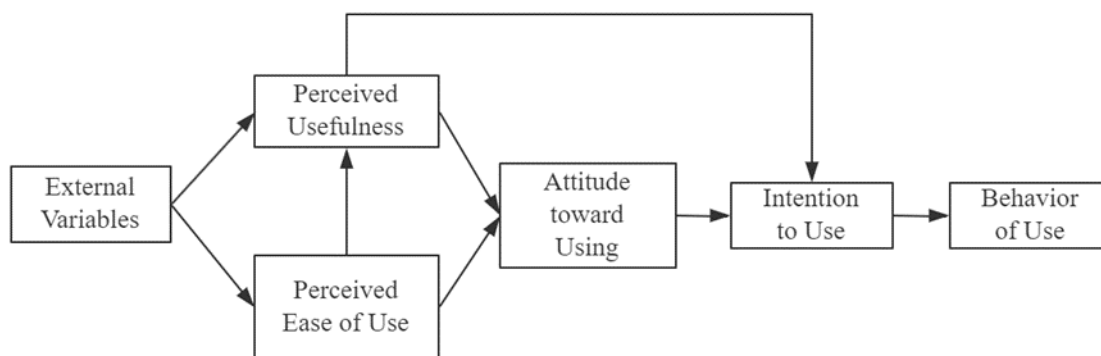 Perceived
Usefulness
External
Variables
Perceived
Ease of Use
Attitude
toward
Using
Intention
to Use
Behavior
of Use